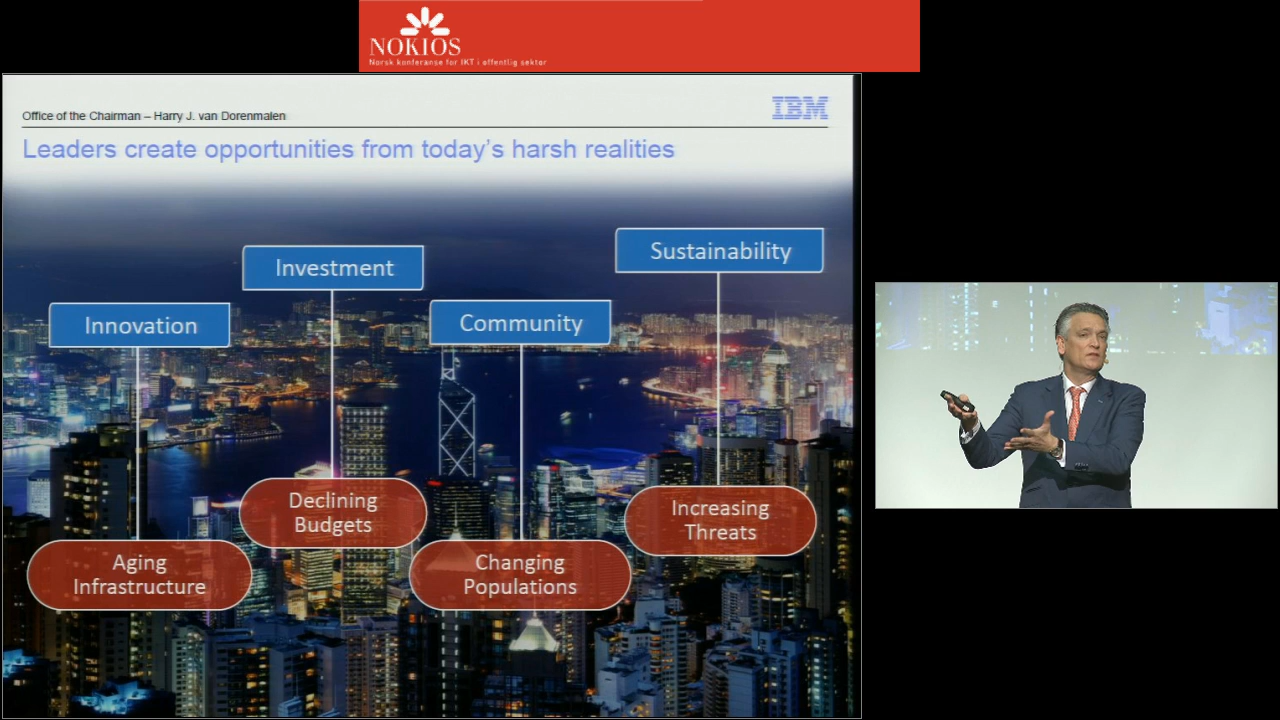 NOKIOS
Norsk konferanse for IKT i offentlig sektor
Office of the Chairman – Harry J. van Dorenmalen
IBM
Leaders create opportunities from today's harsh realities
Sustainability
Investment
Innovation
Community
Declining
Budgets
Increasing
Threats
Aging
Infrastructure
Changing
Populations